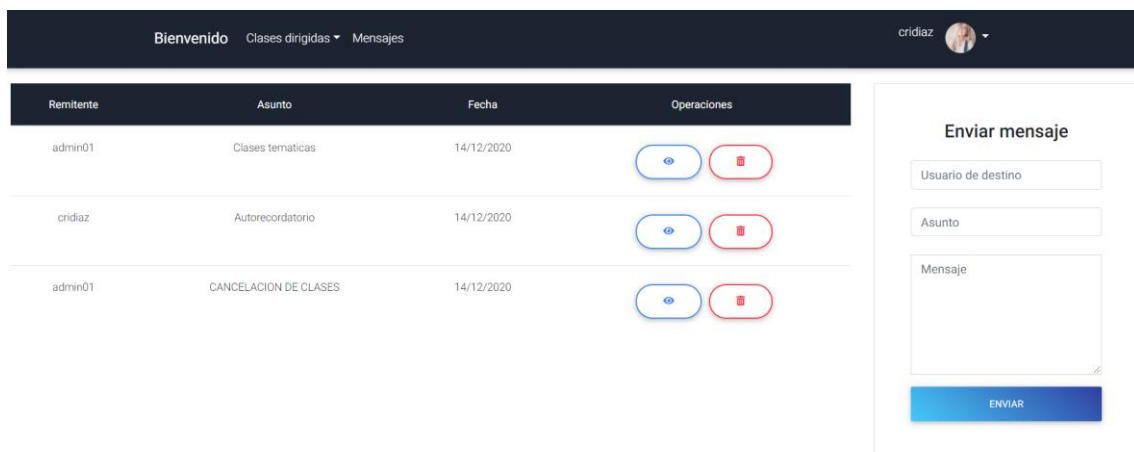 Bienvenido Clases dirigidas Mensajes cridiaz
Remitente Asunto Fecha Operaciones
admin01 Clases tematicas 14/12/2020
cridiaz Autorecordatorio 14/12/2020
admin01 CANCELACION DE CLASES 14/12/2020
Enviar mensaje
Usuario de destino
Asunto
Mensaje
ENVIAR